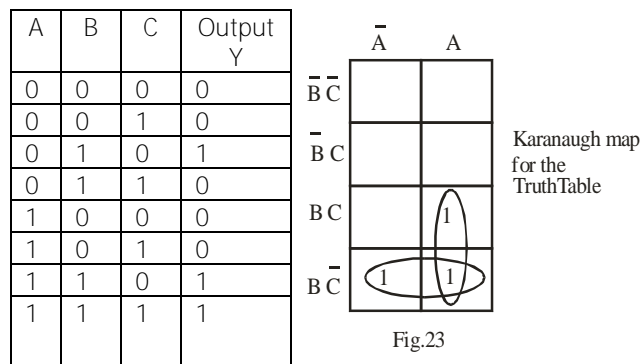 A B C Output Y
0 0 0 0
0 0 1 0
0 1 0 1
0 1 1 0
1 0 0 0
1 0 1 0
1 1 0 1
1 1 1 1
A̅ A
B̅ C̅
B̅ C
B C 1
B C̅ 1 1
Karanaugh map
for the
TruthTable
Fig.23